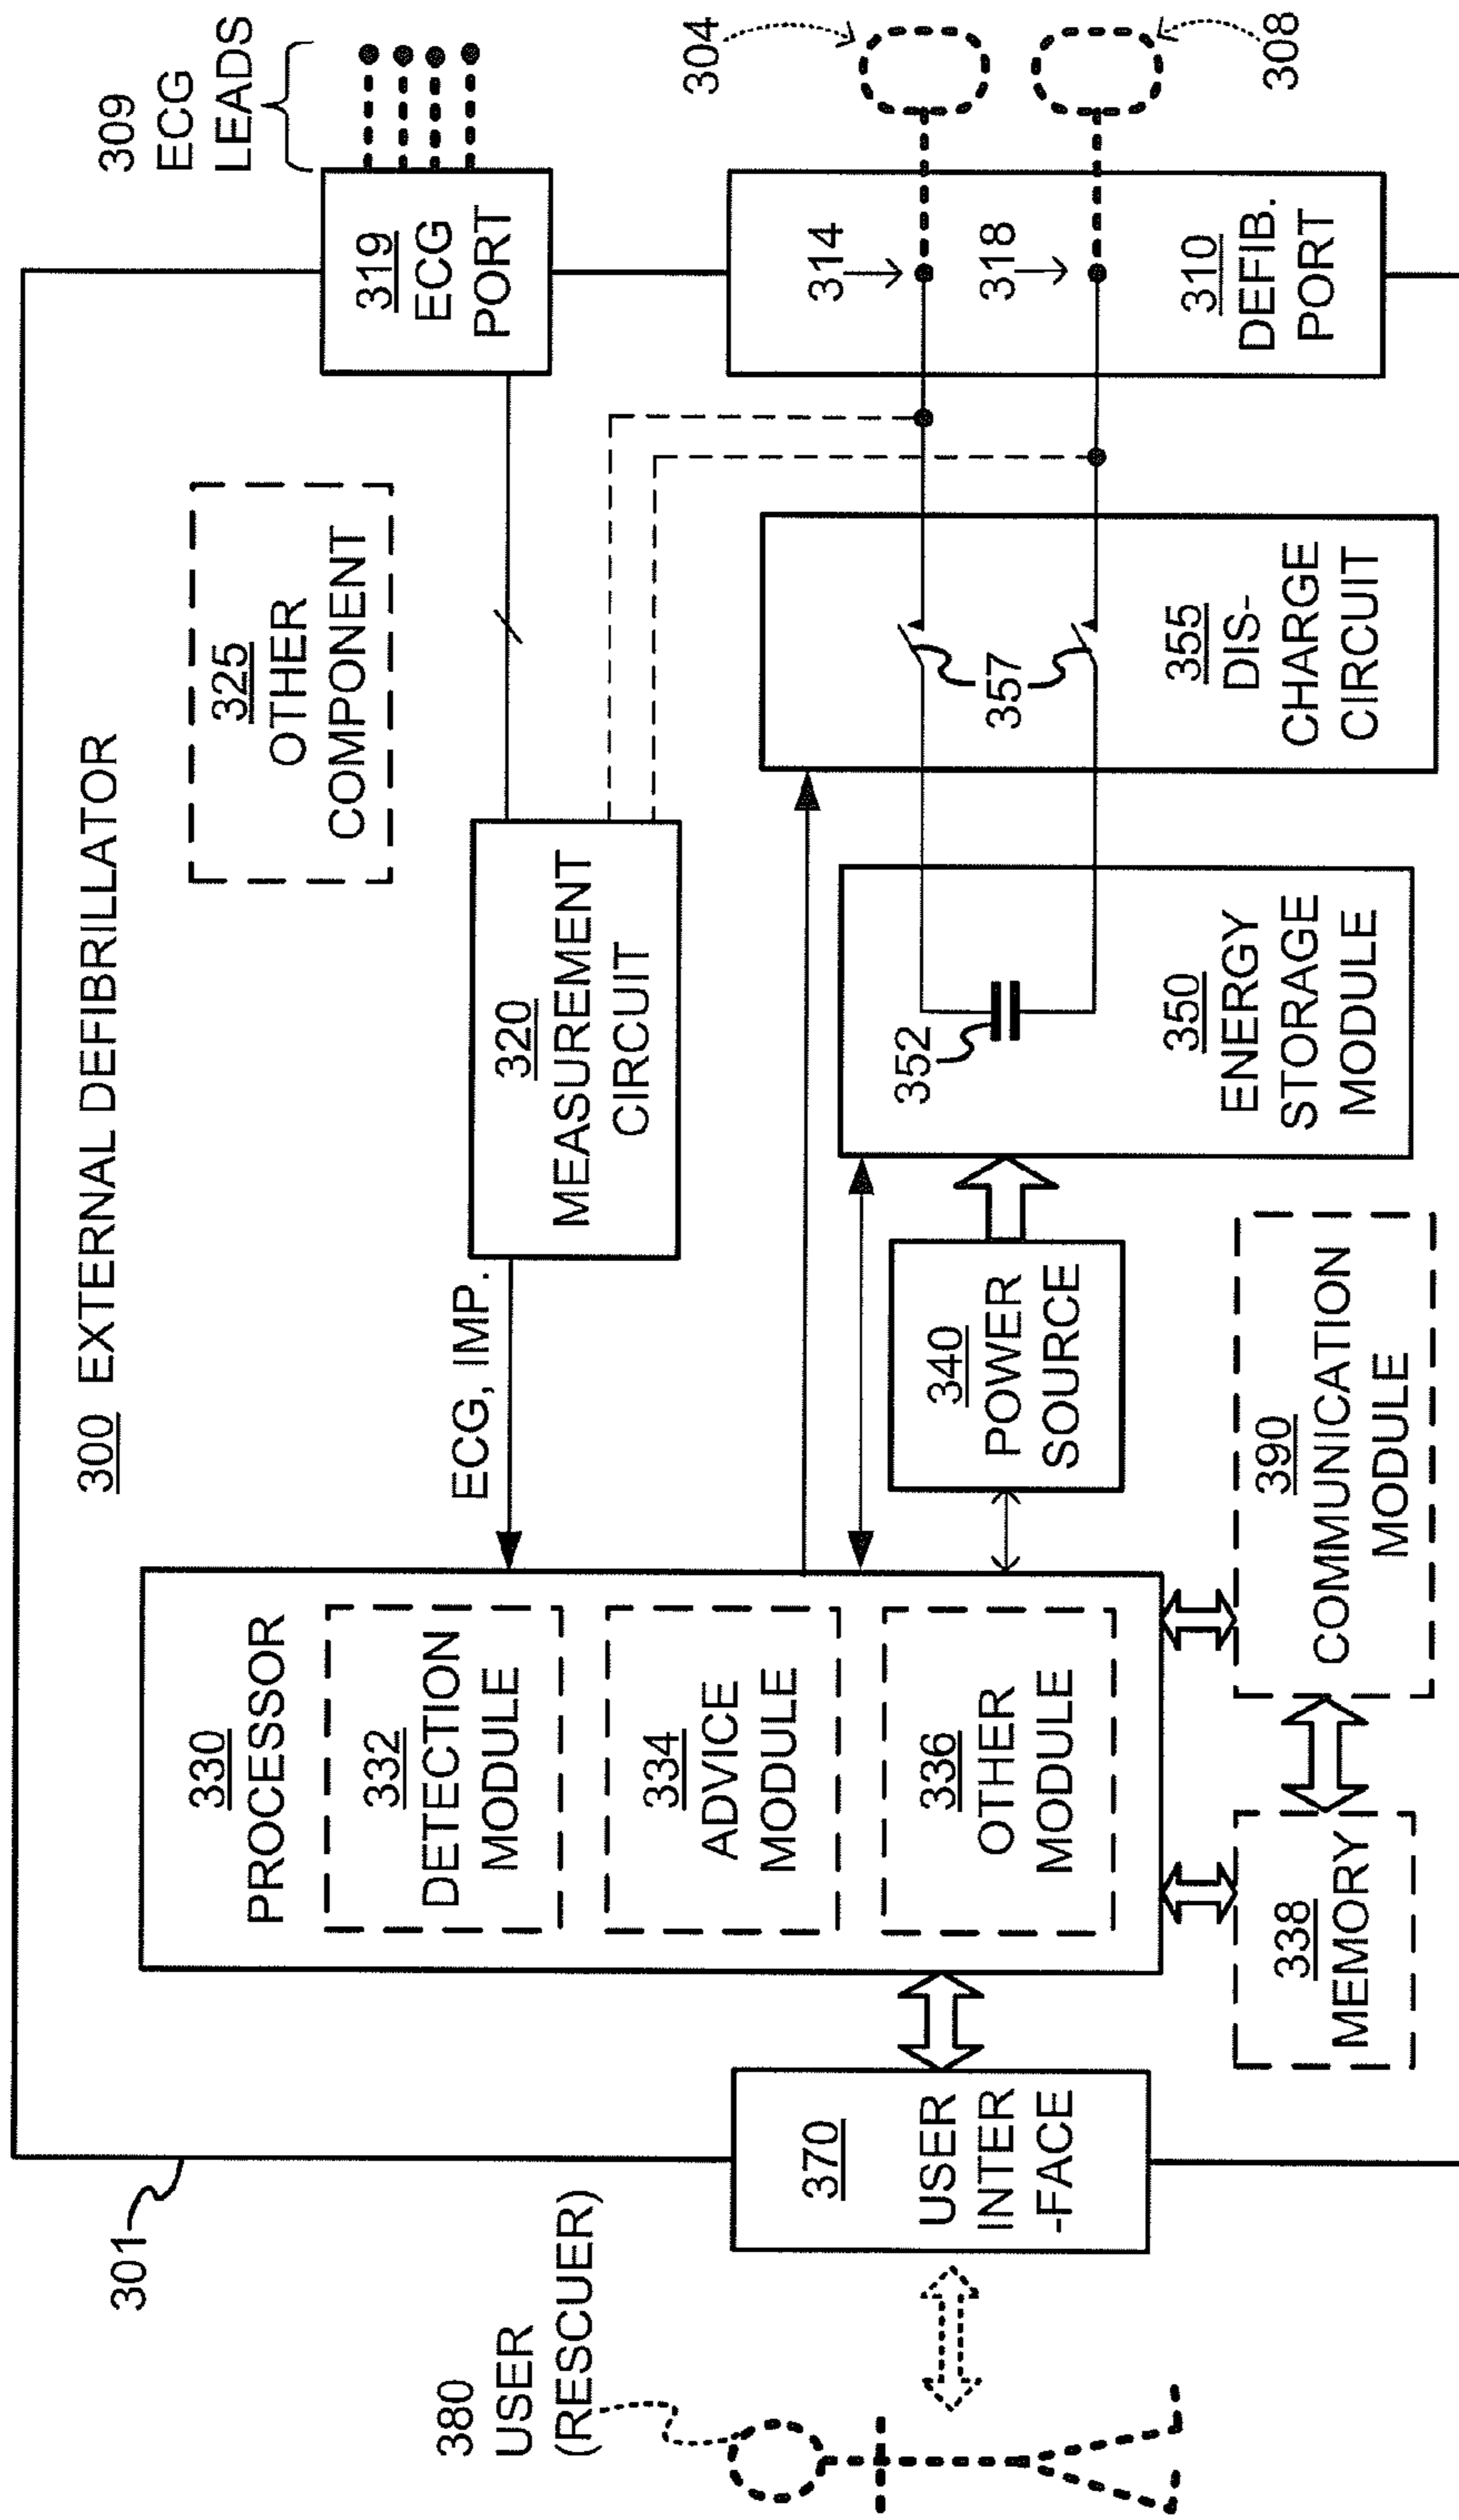 300 EXTERNAL DEFIBRILLATOR
301
309
ECG
LEADS
319
ECG
PORT
325
OTHER
COMPONENT
330
PROCESSOR
332
DETECTION
MODULE
334
ADVICE
MODULE
336
OTHER
MODULE
ECG, IMP.
320
MEASUREMENT
CIRCUIT
304
308
314
318
310
DEFIB.
PORT
357
355
DIS-
CHARGE
CIRCUIT
352
350
ENERGY
STORAGE
MODULE
340
POWER
SOURCE
380
USER
(RESCUER)
370
USER
INTER
-FACE
338
MEMORY
390
COMMUNICATION
MODULE